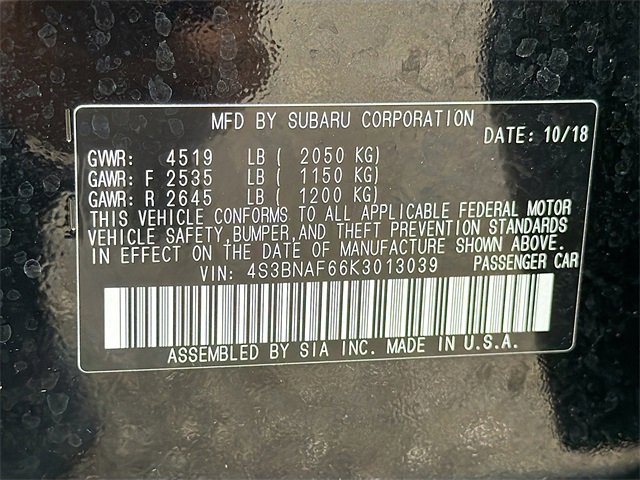 MFD BY SUBARU CORPORATION
DATE: 10/18
GVWR: 4519 LB ( 2050 KG)
GAWR: F 2535 LB ( 1150 KG)
GAWR: R 2645 LB ( 1200 KG)
THIS VEHICLE CONFORMS TO ALL APPLICABLE FEDERAL MOTOR
VEHICLE SAFETY, BUMPER, AND THEFT PREVENTION STANDARDS
IN EFFECT ON THE DATE OF MANUFACTURE SHOWN ABOVE.
VIN: 4S3BNAF66K3013039 PASSENGER CAR
ASSEMBLED BY SIA INC. MADE IN U.S.A.